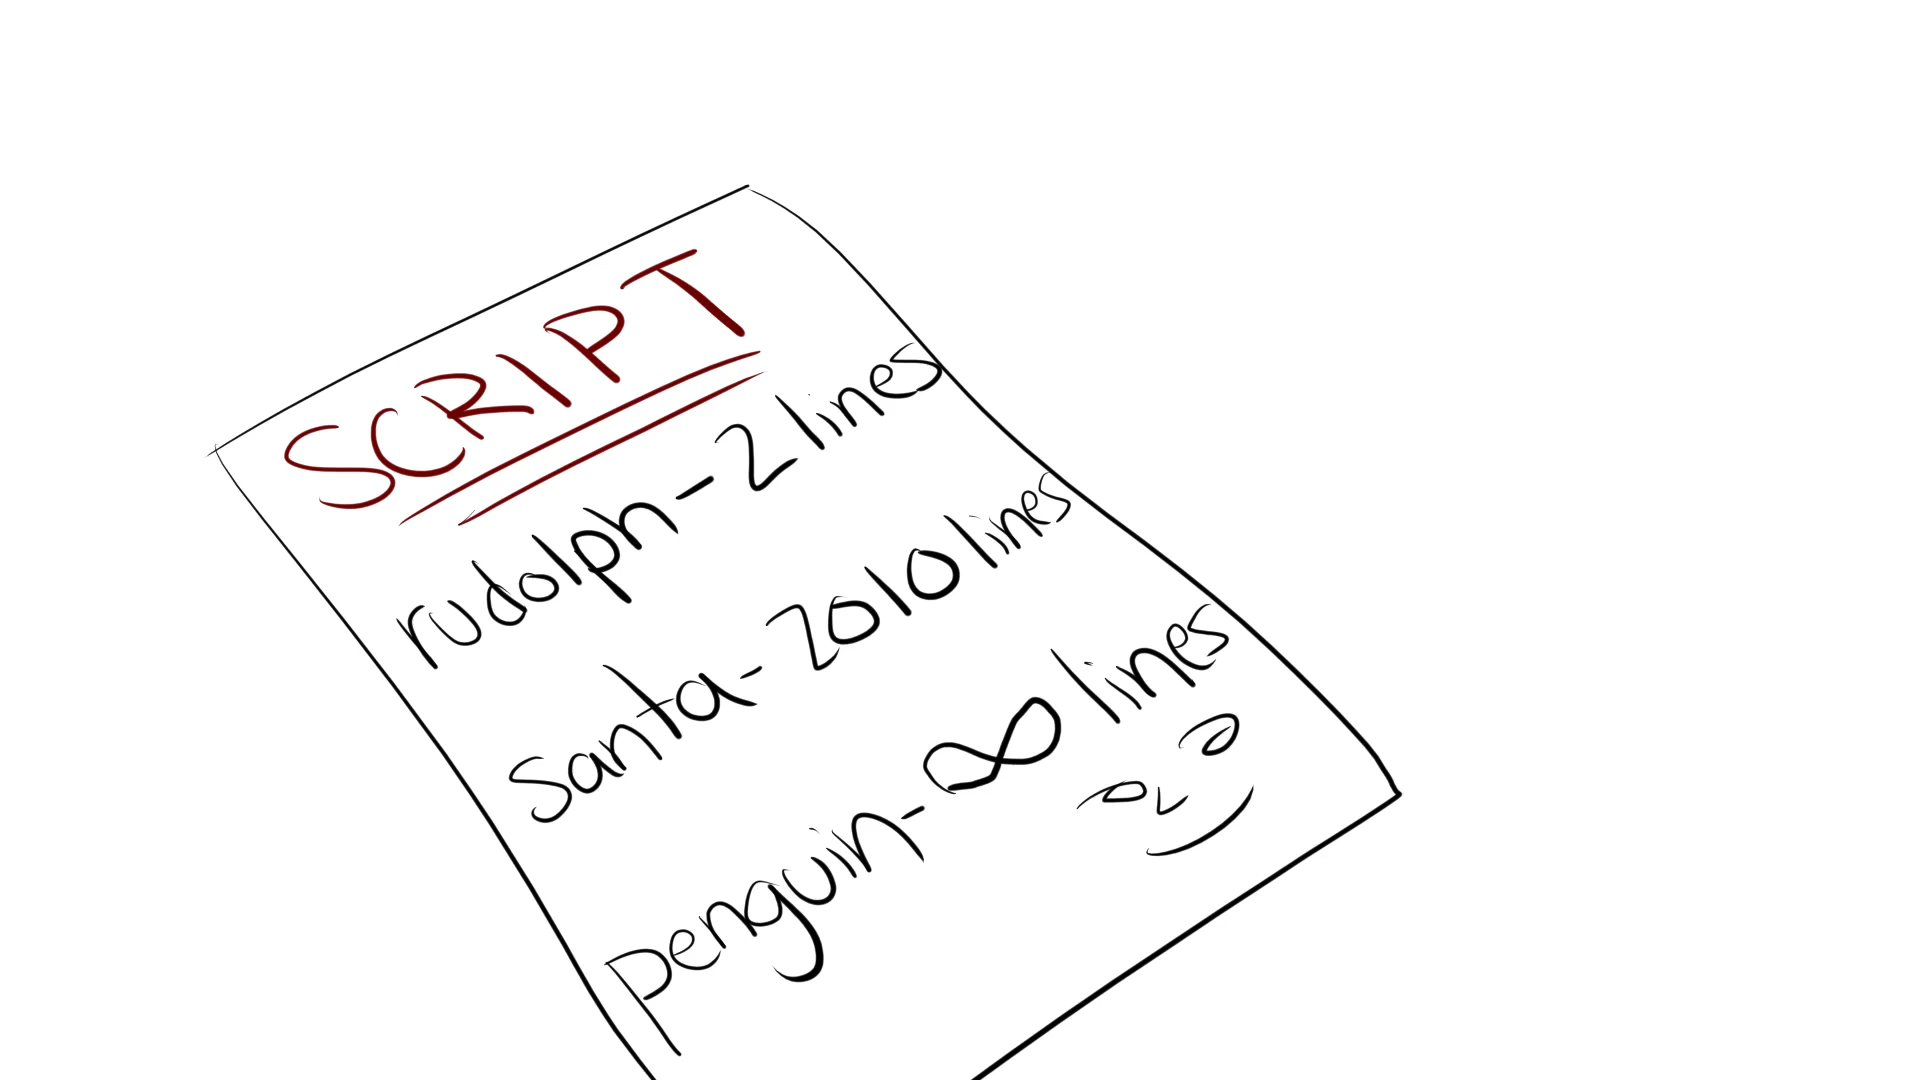 SCRIPT
rudolph - 2 lines
santa - 2010 lines
penguin - ∞ lines